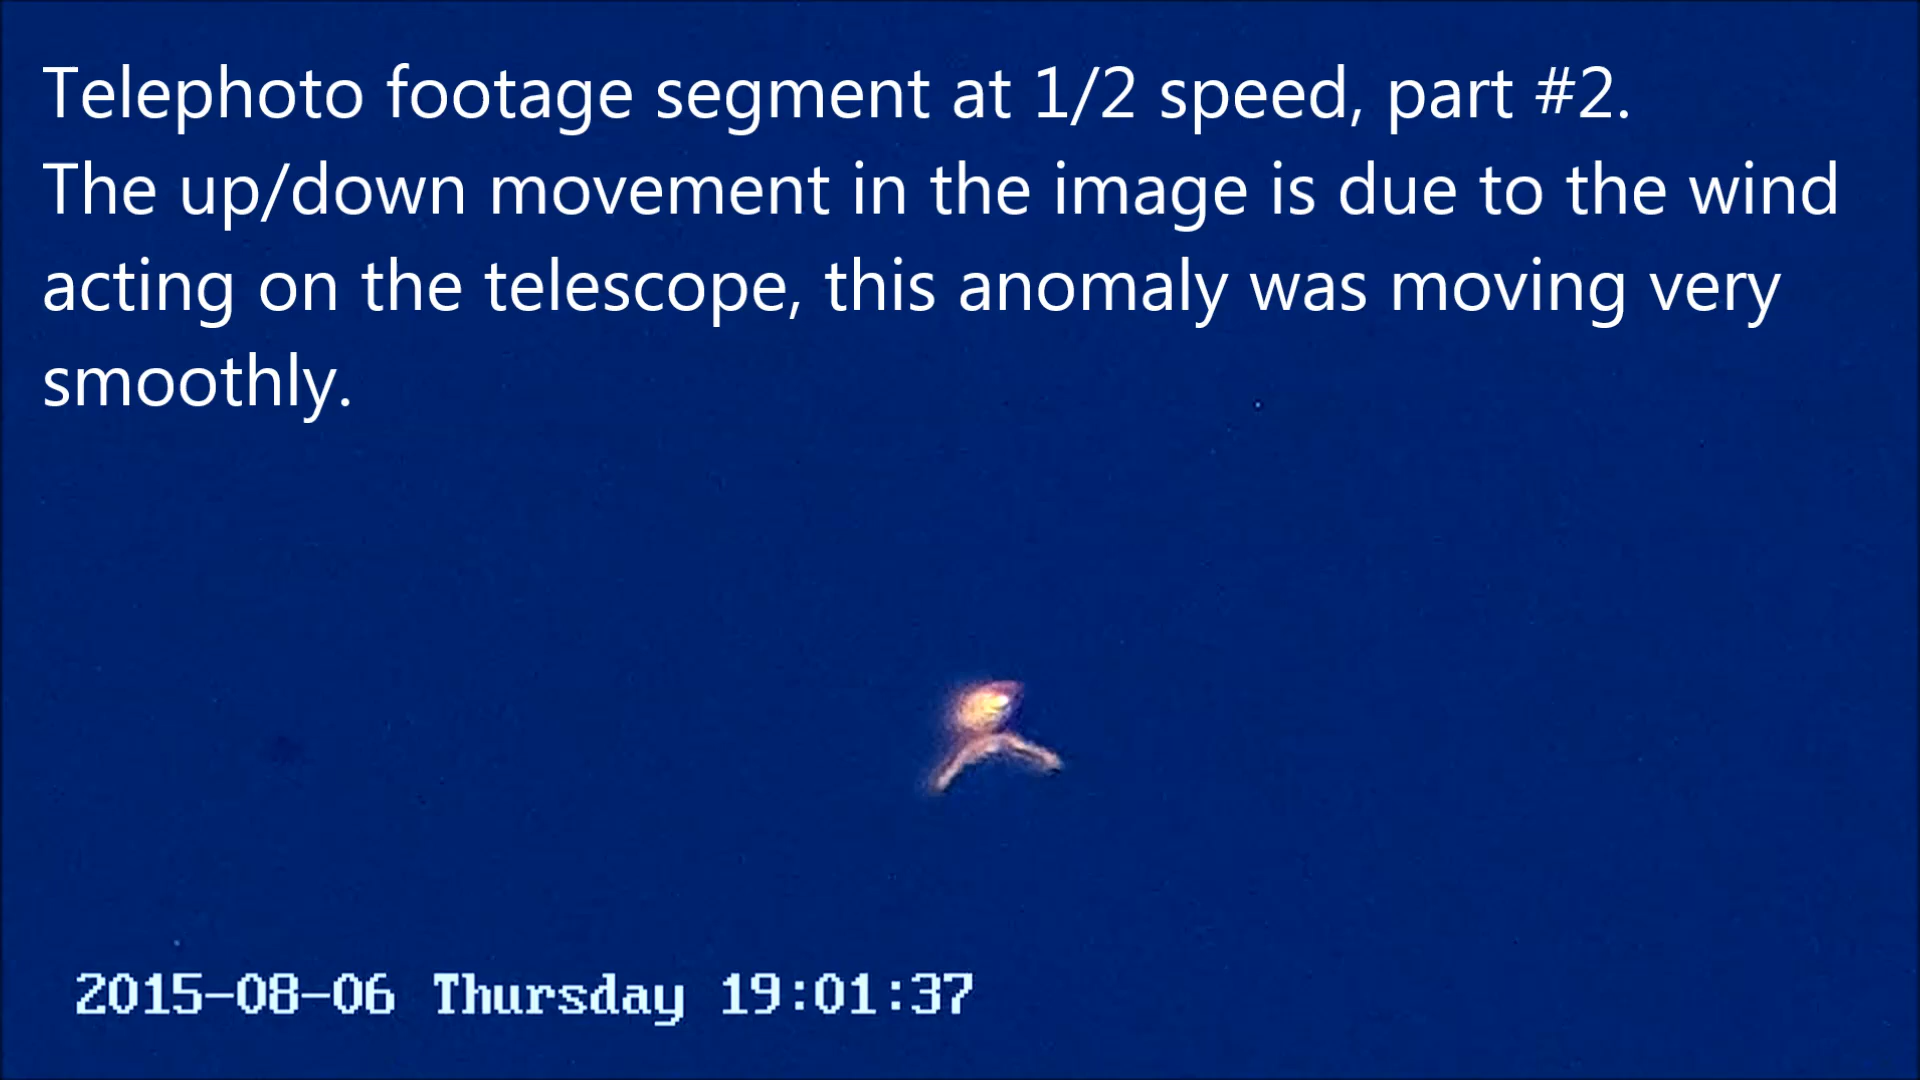 Telephoto footage segment at 1/2 speed, part #2.
The up/down movement in the image is due to the wind
acting on the telescope, this anomaly was moving very
smoothly.
2015-08-06 Thursday 19:01:37